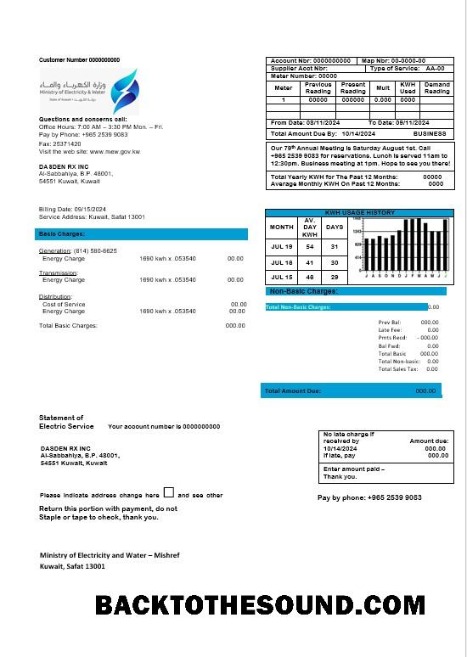 Customer Number 0000000000
وزارة الكهرباء والماء
Ministry of Electricity & Water
State of Kuwait
Questions and concerns call:
Office Hours: 7:00 AM – 3:30 PM Mon. – Fri.
Pay by Phone: +965 2539 9083
Fax: 25371420
Visit the web site: www.mew.gov.kw
DASDEN RX INC
Al-Sabbahiya, B.P. 48001,
54551 Kuwait, Kuwait
Billing Date: 09/15/2024
Service Address: Kuwait, Safat 13001
Basic Charges:
Generation: (814) 560-6625
Energy Charge 1690 kwh x .053540 00.00
Transmission:
Energy Charge 1690 kwh x .053540 00.00
Distribution:
Cost of Service 00.00
Energy Charge 1690 kwh x .053540 00.00
Total Basic Charges: 000.00
Account Nbr: 0000000000 Map Nbr: 00-0000-00
Supplier Acct Nbr: Type of Service: AA-00
Meter Number: 00000
Meter Previous Reading Present Reading Mult KWH Used Demand Reading
1 00000 000000 0.000 0000
From Date: 03/11/2024 To Date: 09/11/2024
Total Amount Due By: 10/14/2024 BUSINESS
Our 79th Annual Meeting is Saturday August 1st. Call
+965 2539 9083 for reservations. Lunch is served 11am to
12:30pm. Business meeting at 1pm. Hope to see you there!
Total Yearly KWH for The Past 12 Months: 00000
Average Monthly KWH On Past 12 Months: 0000
KWH USAGE HISTORY
MONTH AV. DAY KWH DAYS
JUL 19 54 31
JUL 16 41 30
JUL 15 46 29
J A S O N D J F M A M J J
Non-Basic Charges:
Total Non-Basic Charges: 0.00
Prev Bal: 000.00
Late Fee: 0.00
Pmts Recd: - 000.00
Bal Fwd: 0.00
Total Basic 000.00
Total Non-basic: 0.00
Total Sales Tax: 0.00
Total Amount Due: 000.00
Statement of
Electric Service Your account number is 0000000000
DASDEN RX INC
Al-Sabbahiya, B.P. 48001,
54551 Kuwait, Kuwait
No late charge if
received by Amount due:
10/14/2024 000.00
If late, pay 000.00
Enter amount paid –
Thank you.
Please indicate address change here and see other
Return this portion with payment, do not
Staple or tape to check, thank you.
Pay by phone: +965 2539 9083
Ministry of Electricity and Water – Mishref
Kuwait, Safat 13001
BACKTOTHESOUND.COM